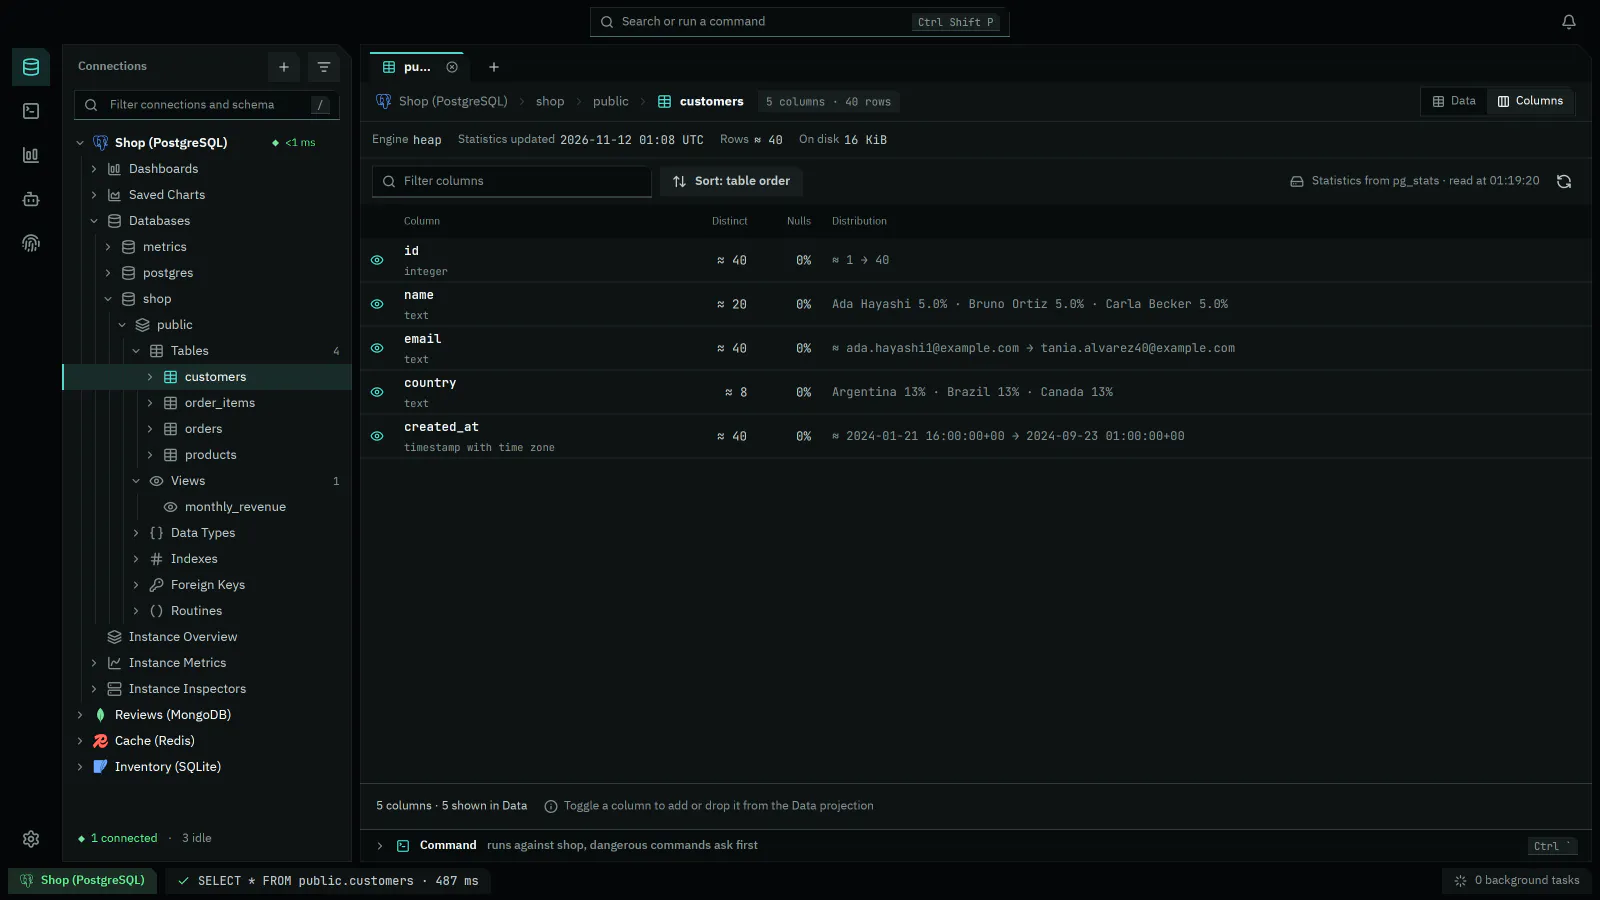 Search or run a command
Ctrl Shift P
Connections
Filter connections and schema
/
Shop (PostgreSQL)
<1 ms
Dashboards
Saved Charts
Databases
metrics
postgres
shop
public
Tables
4
customers
order_items
orders
products
Views
1
monthly_revenue
Data Types
Indexes
Foreign Keys
Routines
Instance Overview
Instance Metrics
Instance Inspectors
Reviews (MongoDB)
Cache (Redis)
Inventory (SQLite)
1 connected · 3 idle
pu...
Shop (PostgreSQL) > shop > public > customers
5 columns · 40 rows
Data
Columns
Engine heap Statistics updated 2026-11-12 01:08 UTC Rows ≈ 40 On disk 16 KiB
Filter columns
Sort: table order
Statistics from pg_stats · read at 01:19:20
Column Distinct Nulls Distribution
id
integer
≈ 40 0% ≈ 1 → 40
name
text
≈ 20 0% Ada Hayashi 5.0% · Bruno Ortiz 5.0% · Carla Becker 5.0%
email
text
≈ 40 0% ≈ ada.hayashi1@example.com → tania.alvarez40@example.com
country
text
≈ 8 0% Argentina 13% · Brazil 13% · Canada 13%
created_at
timestamp with time zone
≈ 40 0% ≈ 2024-01-21 16:00:00+00 → 2024-09-23 01:00:00+00
5 columns · 5 shown in Data
Toggle a column to add or drop it from the Data projection
Command runs against shop, dangerous commands ask first
Ctrl `
Shop (PostgreSQL)
SELECT * FROM public.customers · 487 ms
0 background tasks